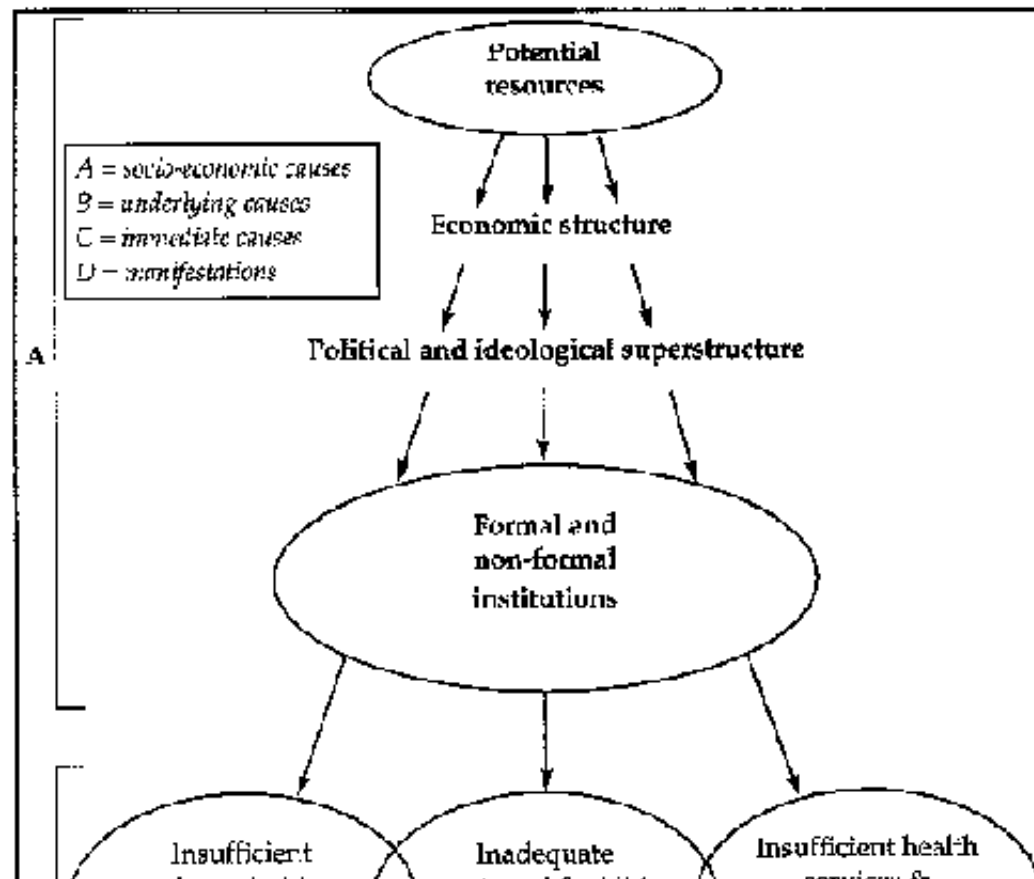 Potential
resources
A = socio-economic causes
B = underlying causes
C = immediate causes
D = manifestations
Economic structure
A
Political and ideological superstructure
Formal and
non-formal
institutions
Insufficient
Inadequate
Insufficient health